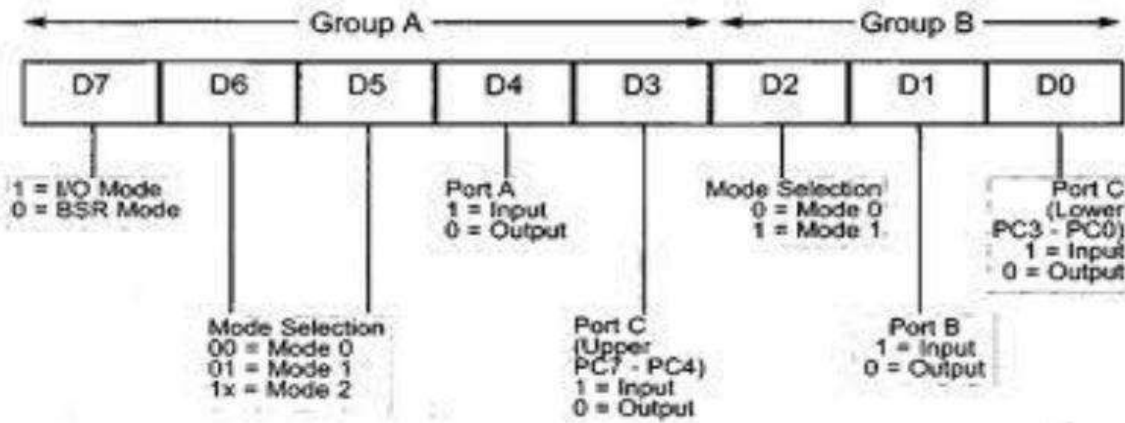 Group A
Group B
D7 D6 D5 D4 D3 D2 D1 D0
1 = I/O Mode
0 = BSR Mode
Port A
1 = Input
0 = Output
Mode Selection
0 = Mode 0
1 = Mode 1
Port C
(Lower
PC3 - PC0)
1 = Input
0 = Output
Mode Selection
00 = Mode 0
01 = Mode 1
1x = Mode 2
Port C
(Upper
PC7 - PC4)
1 = Input
0 = Output
Port B
1 = Input
0 = Output